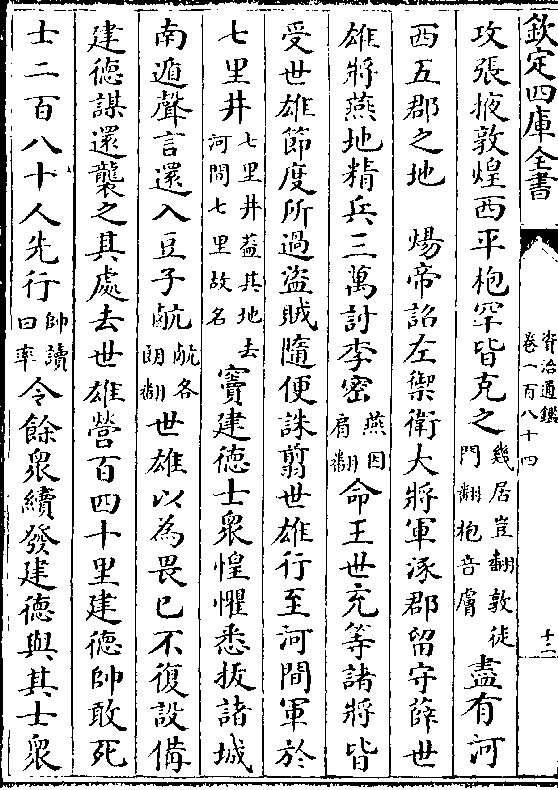 欽定四庫全書
資治通鑑
卷一百八十四
十二
攻張掖敦煌西平枹罕皆克之幾居豈翻敦徒門翻枹音膚盡有河
西五郡之地　煬帝詔左禦衛大將軍涿郡留守薛世
雄將燕地精兵三萬討李密燕因肩翻命王世充等諸將皆
受世雄節度所過盜賊隨便誅翦世雄行至河間軍於
七里井七里井蓋其地去河間七里故名竇建德士衆惶懼悉拔諸城
南遁聲言還入豆子䴚䴚各朗翻世雄以為畏已不復設備
建德謀還襲之其處去世雄營百四十里建德帥敢死
士二百八十人先行帥讀曰率令餘衆續發建德與其士衆